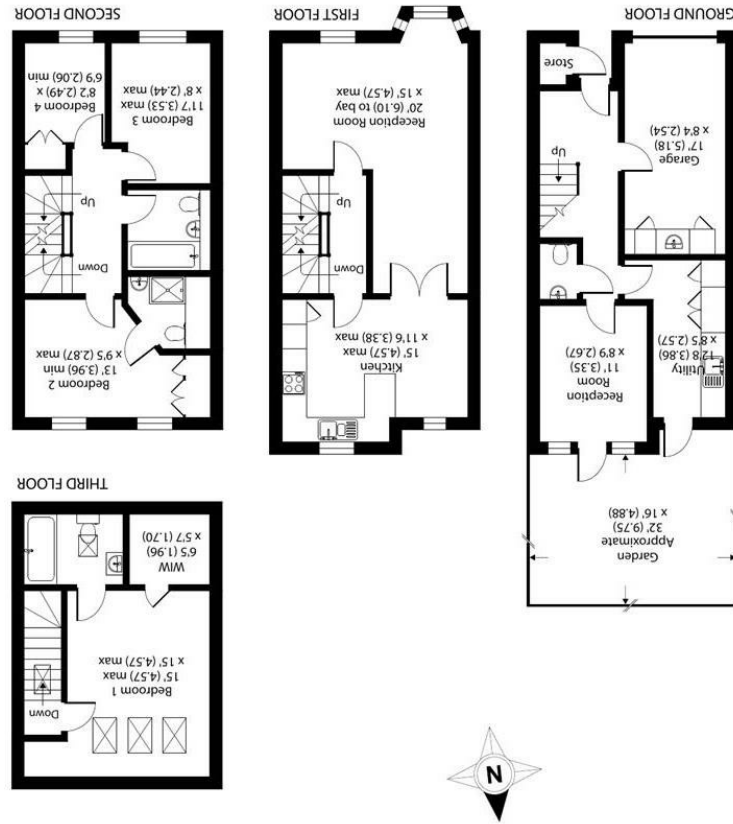 N
Garden
Approximate
32' (9.75)
x 16' (4.88)
Utility
12'8 (3.86)
x 8'5 (2.57)
Reception
Room
11' (3.35)
x 8'9 (2.67)
Garage
17' (5.18)
x 8'4 (2.54)
Up
Store
GROUND FLOOR
Kitchen
15' (4.57) max
x 11'6 (3.38)
Down
Up
Reception Room
20' (6.10) to bay
x 15' (4.57) max
FIRST FLOOR
Down
Bedroom 1
15' (4.57) max
x 15' (4.57) max
WIW
6'5 (1.96)
x 5'7 (1.70)
THIRD FLOOR
Bedroom 2
13' (3.96) min
x 9'5 (2.87) max
Down
Up
Bedroom 3
11'7 (3.53) max
x 8' (2.44) max
Bedroom 4
8'2 (2.49) x
6'9 (2.06) min
SECOND FLOOR